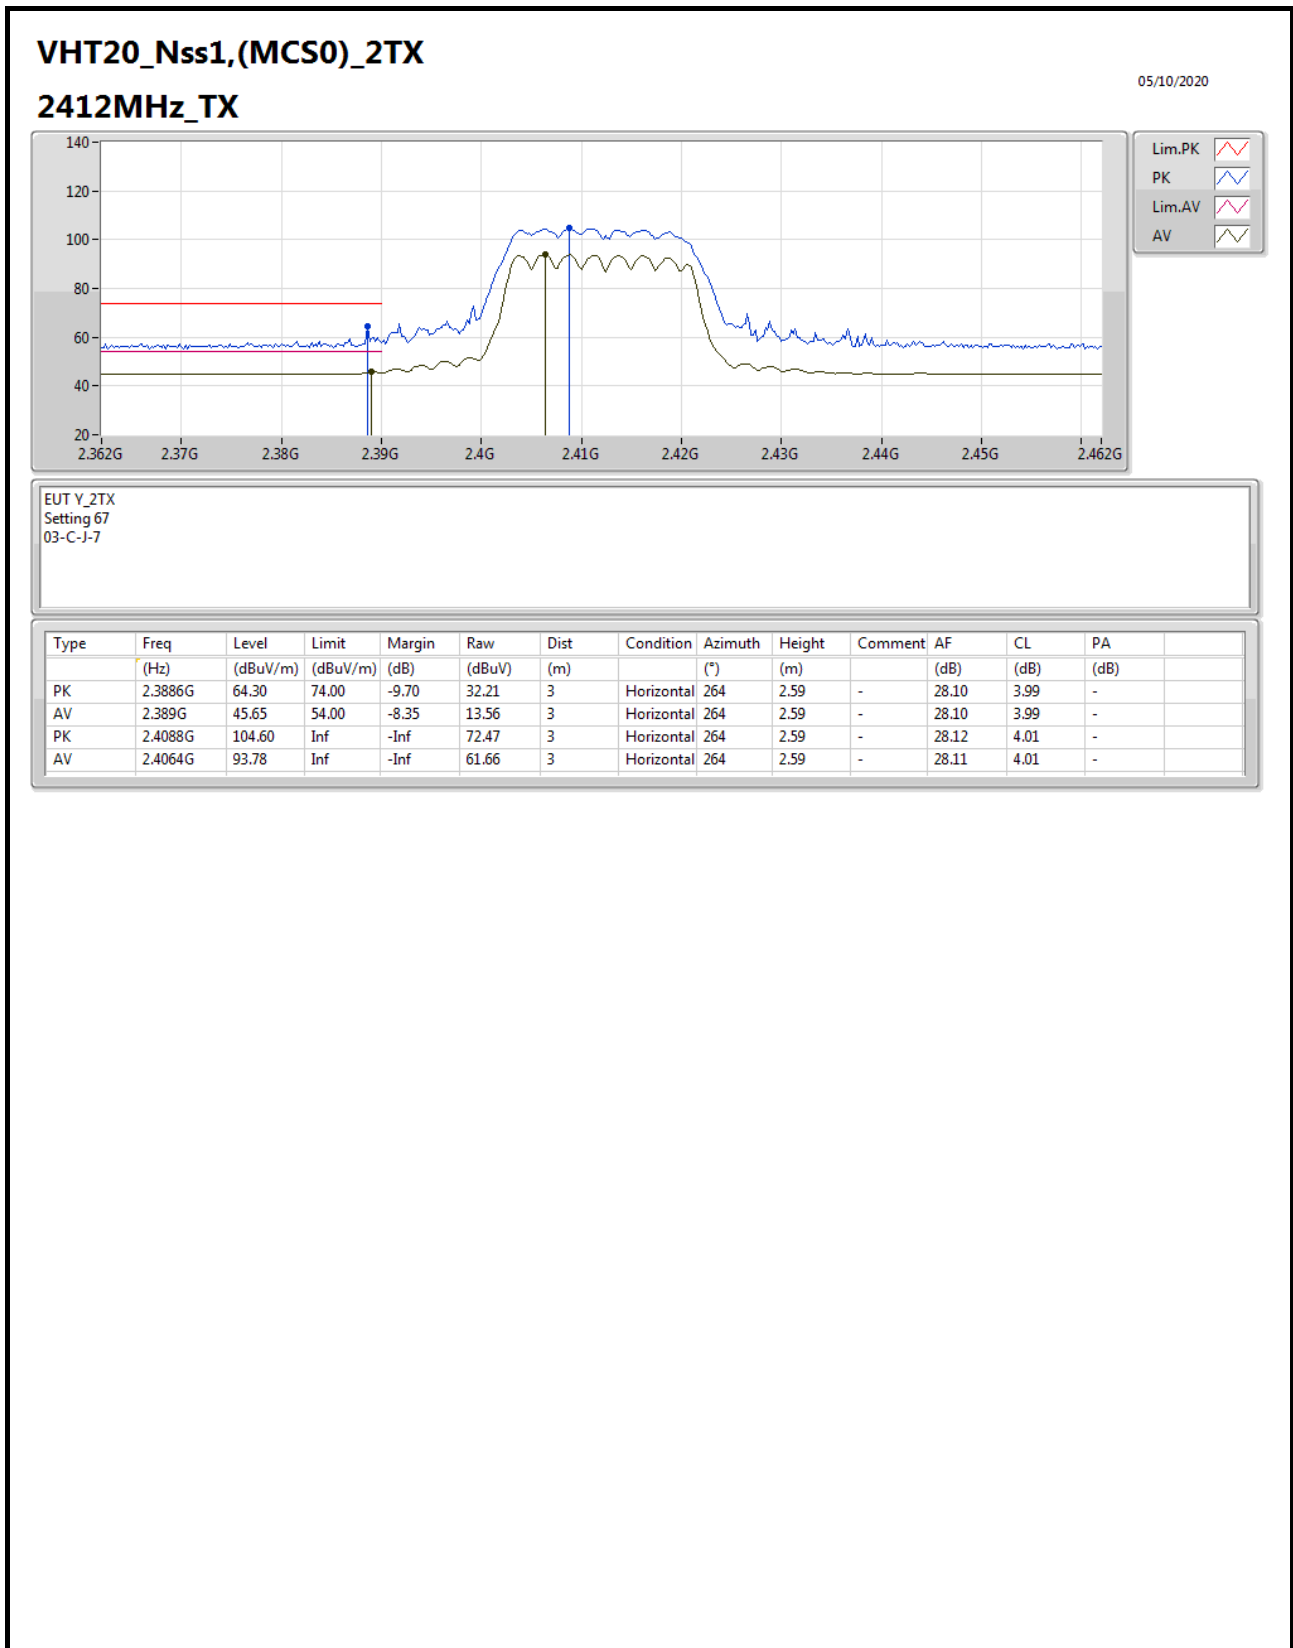 VHT20_Nss1,(MCS0)_2TX
05/10/2020
2412MHz_TX
140
120
100
80
60
40
20
2.362G 2.37G 2.38G 2.39G 2.4G 2.41G 2.42G 2.43G 2.44G 2.45G 2.462G
Lim.PK
PK
Lim.AV
AV
EUT Y_2TX
Setting 67
03-C-J-7
Type Freq Level Limit Margin Raw Dist Condition Azimuth Height Comment AF CL PA
(Hz) (dBuV/m) (dBuV/m) (dB) (dBuV) (m) (°) (m) (dB) (dB) (dB)
PK 2.3886G 64.30 74.00 -9.70 32.21 3 Horizontal 264 2.59 - 28.10 3.99 -
AV 2.389G 45.65 54.00 -8.35 13.56 3 Horizontal 264 2.59 - 28.10 3.99 -
PK 2.4088G 104.60 Inf -Inf 72.47 3 Horizontal 264 2.59 - 28.12 4.01 -
AV 2.4064G 93.78 Inf -Inf 61.66 3 Horizontal 264 2.59 - 28.11 4.01 -